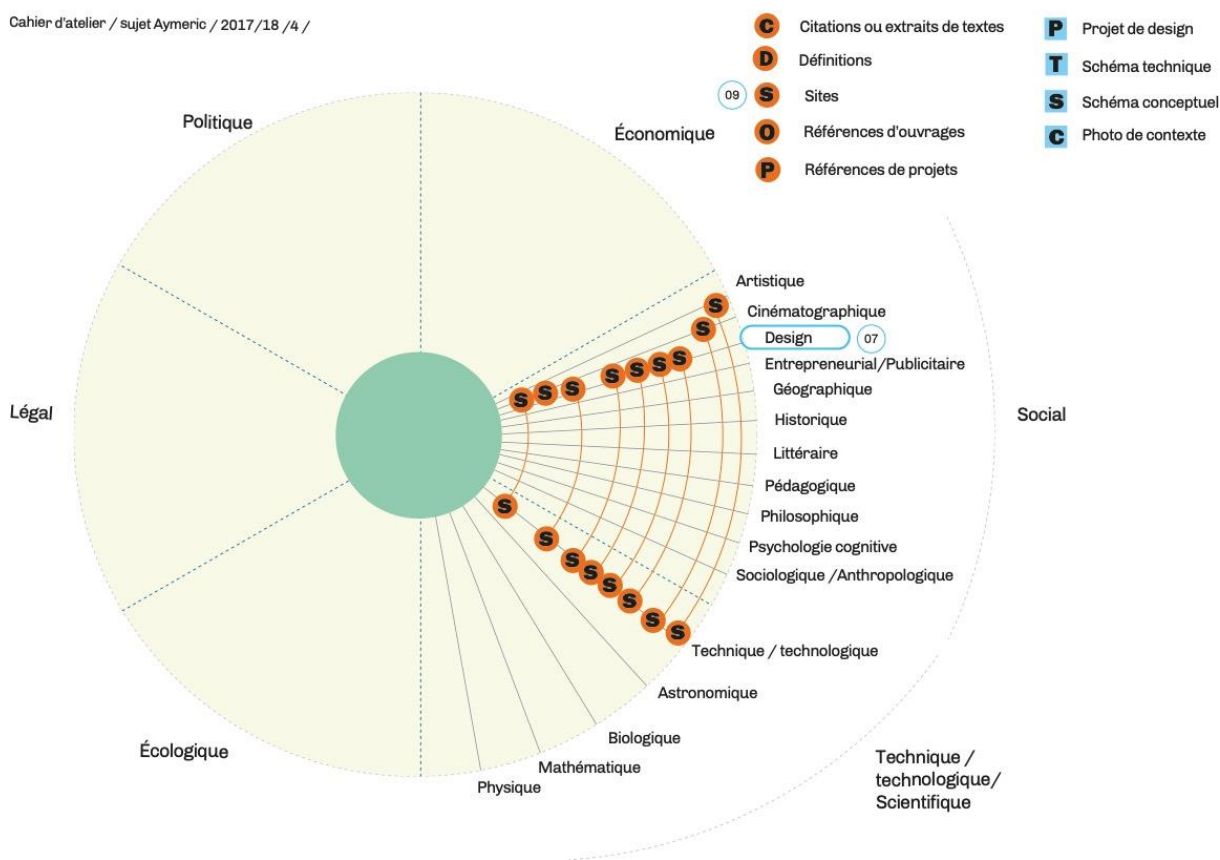 Cahier d'atelier / sujet Aymeric / 2017/18 /4 /
C Citations ou extraits de textes
D Définitions
09 S Sites
O Références d'ouvrages
P Références de projets
P Projet de design
T Schéma technique
S Schéma conceptuel
C Photo de contexte
Politique
Économique
Légal
Social
Écologique
Technique /
technologique/
Scientifique
Artistique
Cinématographique
Design 07
Entrepreneurial/Publicitaire
Géographique
Historique
Littéraire
Pédagogique
Philosophique
Psychologie cognitive
Sociologique /Anthropologique
Technique / technologique
Astronomique
Biologique
Mathématique
Physique
S
S
S S S S S S S
S
S
S
S
S
S
S
S